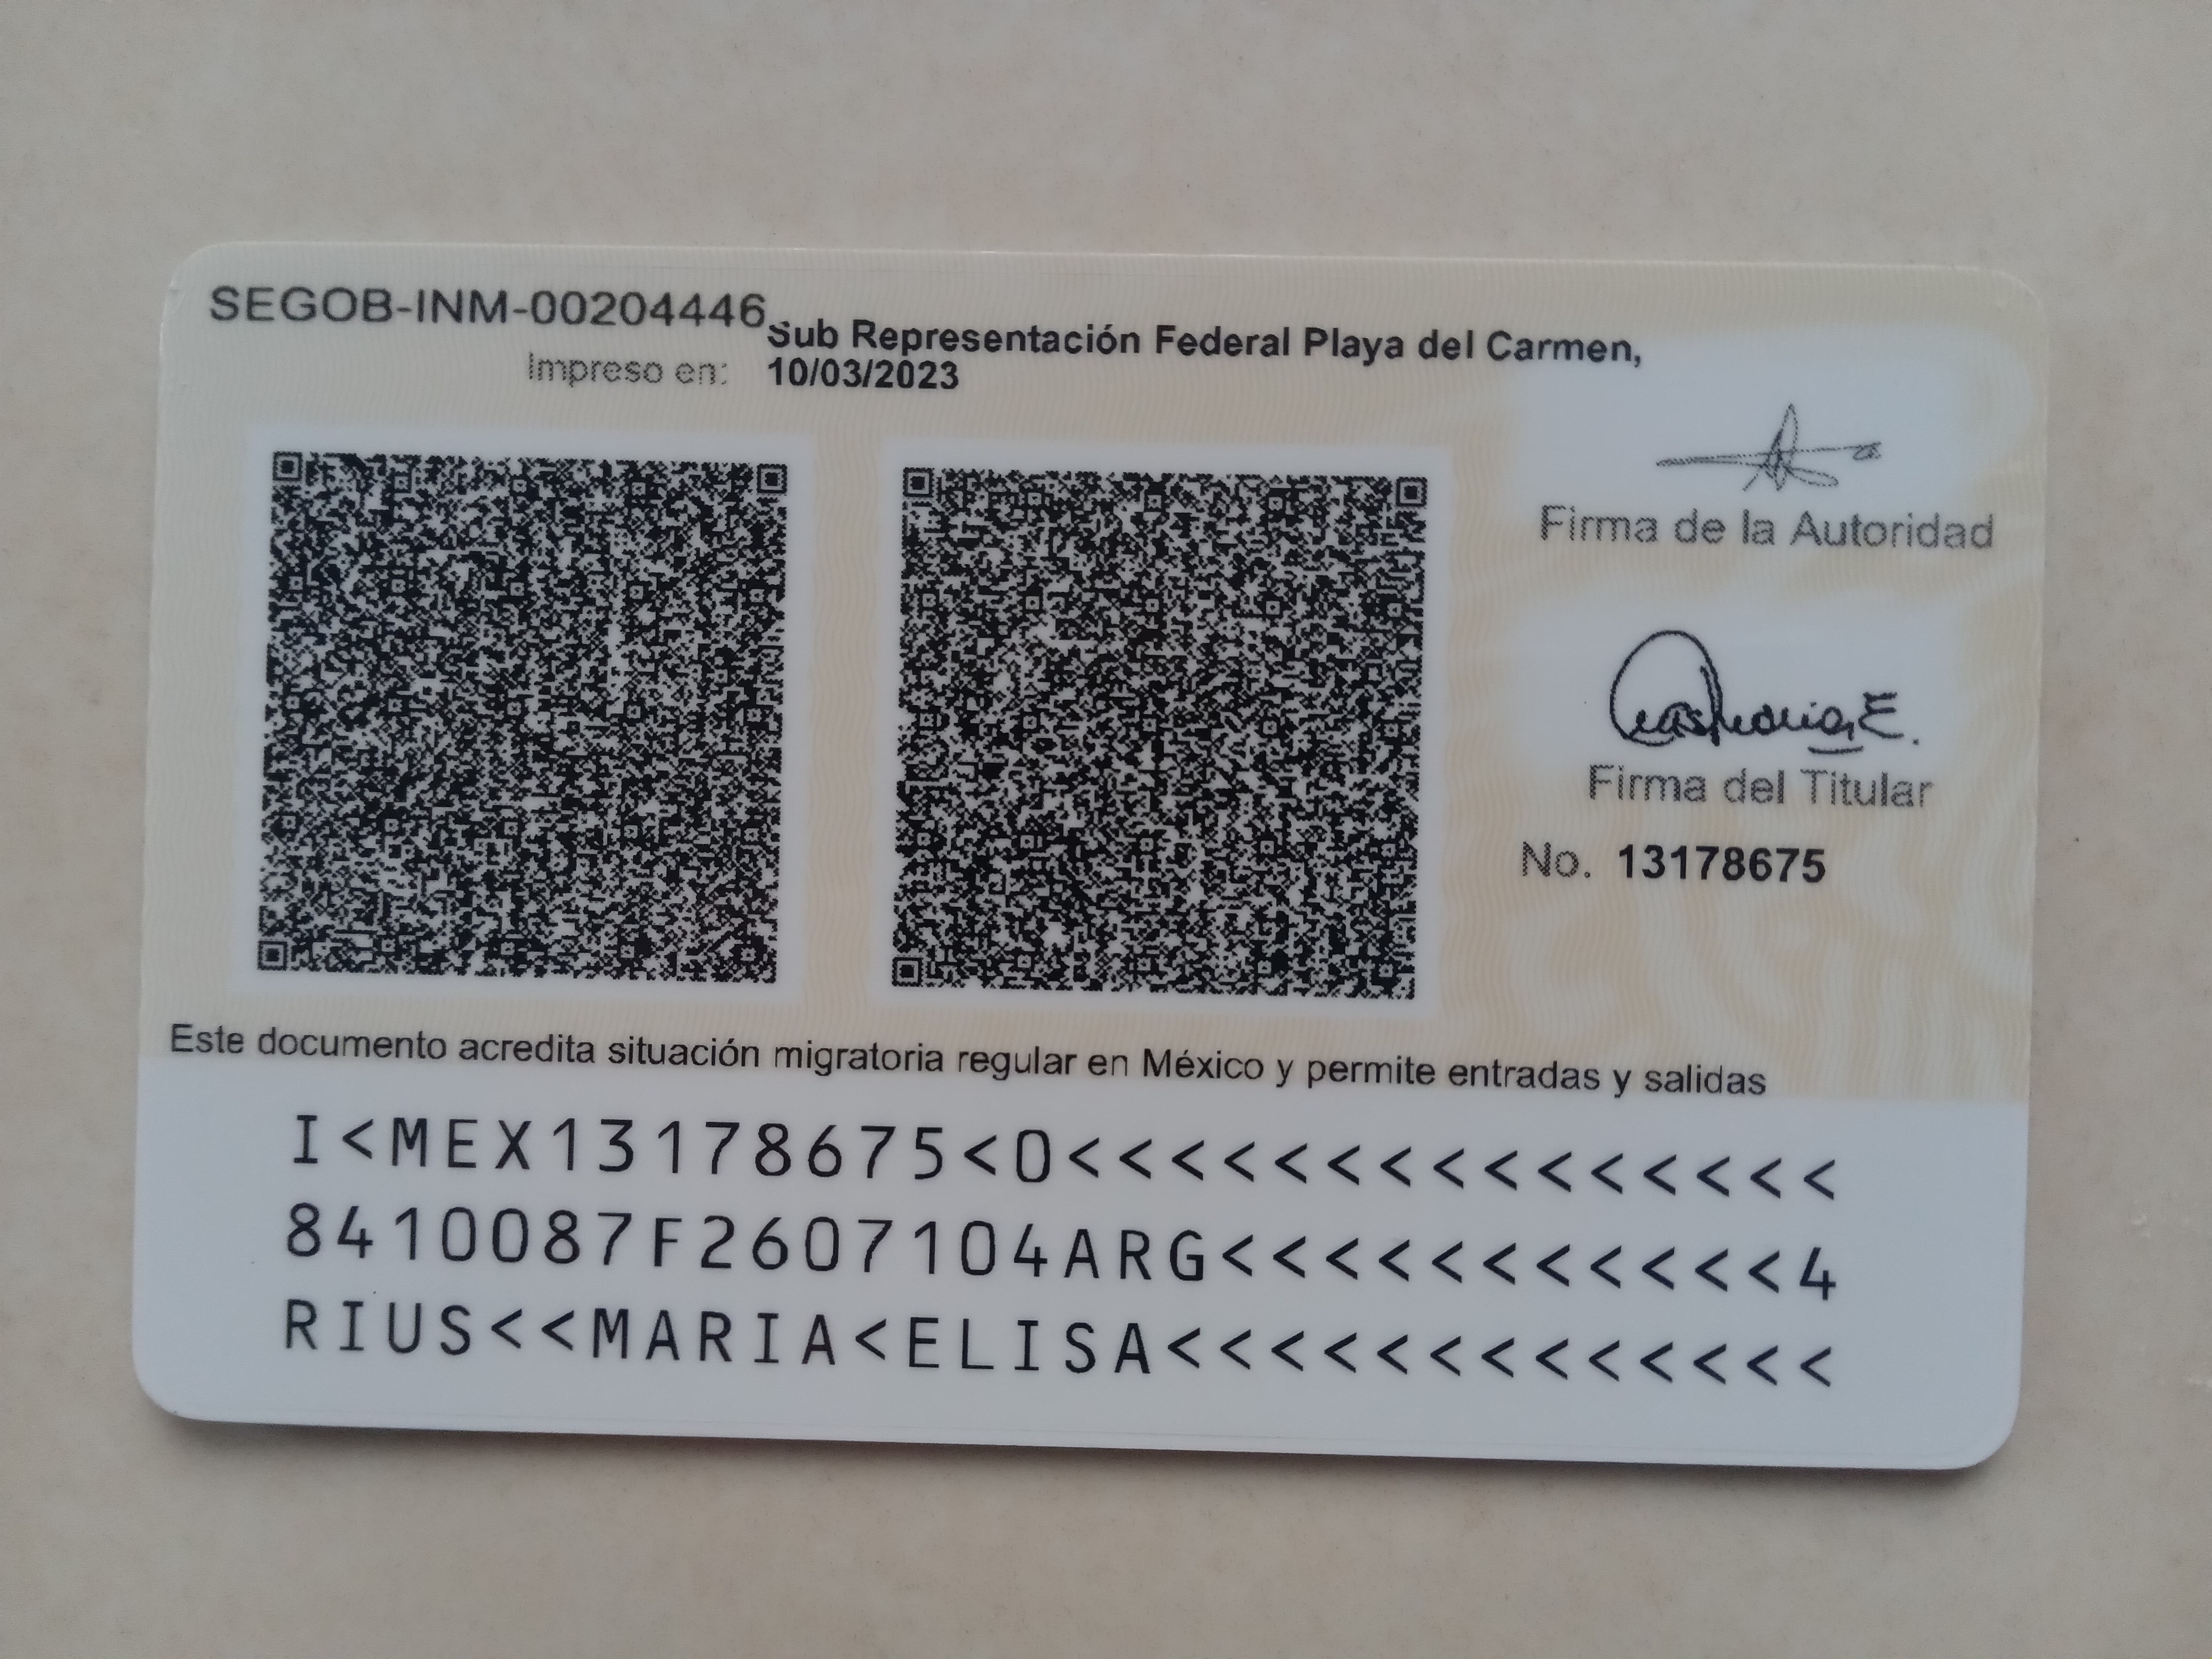 SEGOB-INM-00204446
Sub Representación Federal Playa del Carmen,
Impreso en: 10/03/2023
Firma de la Autoridad
Firma del Titular
No. 13178675
Este documento acredita situación migratoria regular en México y permite entradas y salidas
I<MEX13178675<0<<<<<<<<<<<<<<<
8410087F2607104ARG<<<<<<<<<<<4
RIUS<<MARIA<ELISA<<<<<<<<<<<<<